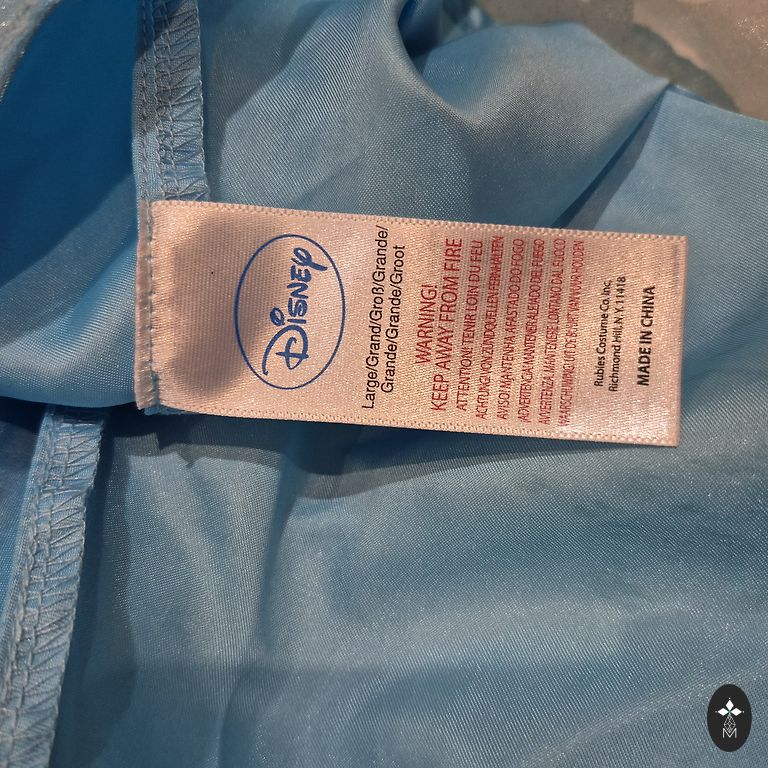 Disney
Large/Grand/Groß/Grande/
Grande/Grande/Groot
WARNING!
KEEP AWAY FROM FIRE
ATTENTION! TENIR LOIN DU FEU
ACHTUNG! VON ZÜNDQUELLEN FERNHALTEN
AVISO! MANTENHA AFASTADO DO FOGO
¡ADVERTENCIA! MANTENER ALEJADO DEL FUEGO
AVVERTENZA! MANTENERE LONTANO DAL FUOCO
WAARSCHUWING! UIT DE BUURT VAN VUUR HOUDEN
Rubies Costume Co. Inc.
Richmond Hill, N.Y. 11418
MADE IN CHINA
M